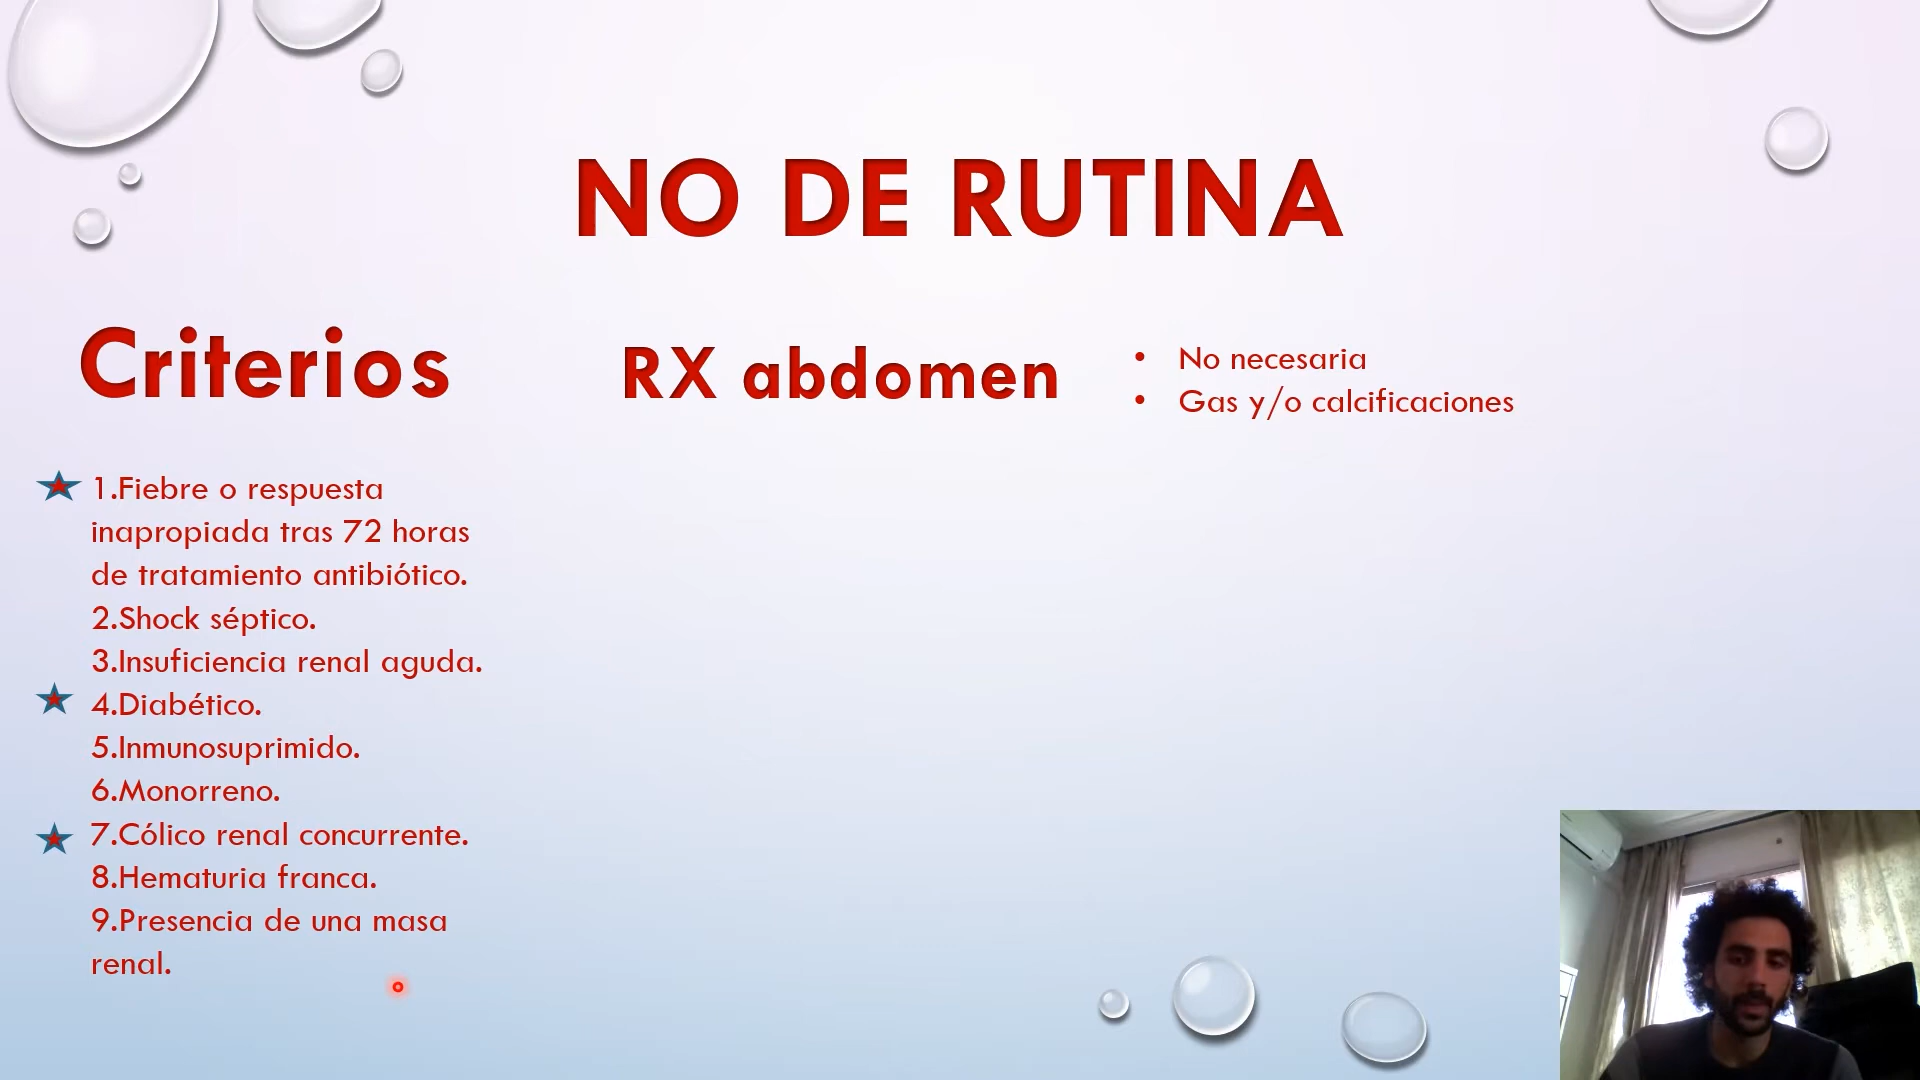 NO DE RUTINA
Criterios
RX abdomen
• No necesaria
• Gas y/o calcificaciones
1.Fiebre o respuesta
inapropiada tras 72 horas
de tratamiento antibiótico.
2.Shock séptico.
3.Insuficiencia renal aguda.
4.Diabético.
5.Inmunosuprimido.
6.Monorreno.
7.Cólico renal concurrente.
8.Hematuria franca.
9.Presencia de una masa
renal.